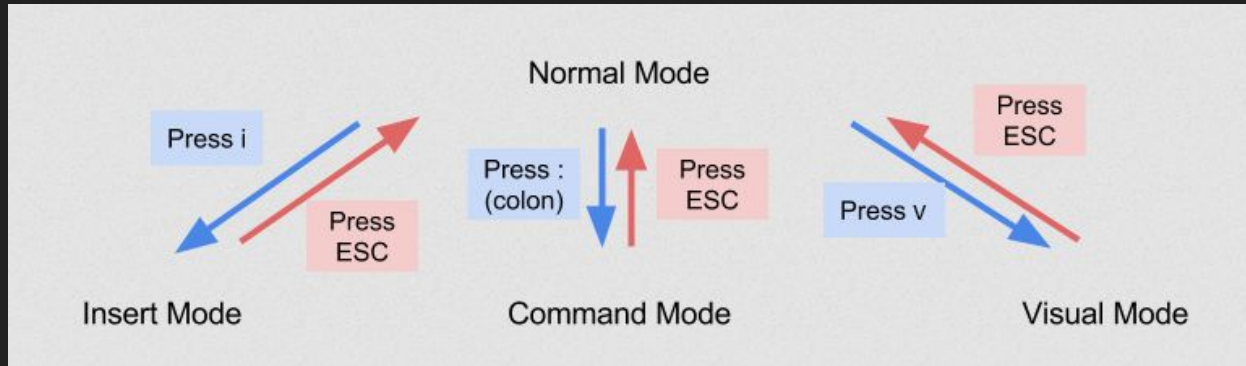 Normal Mode
Press i
Press
ESC
Press :
(colon)
Press
ESC
Press v
Press
ESC
Insert Mode
Command Mode
Visual Mode